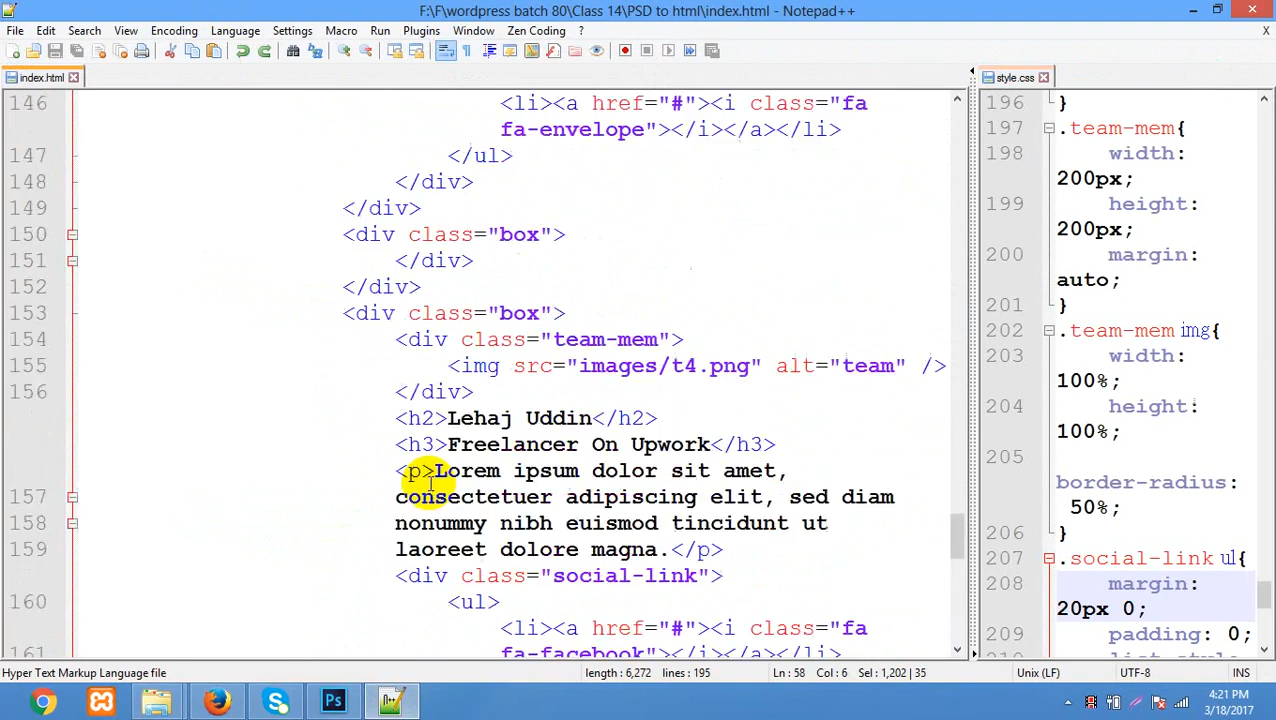 F:\F\wordpress batch 80\Class 14\PSD to html\index.html - Notepad++
File Edit Search View Encoding Language Settings Macro Run Plugins Window Zen Coding ? X
index.html
style.css
146 <li><a href="#"><i class="fa
fa-envelope"></i></a></li>
147 </ul>
148 </div>
149 </div>
150 <div class="box">
151 </div>
152 </div>
153 <div class="box">
154 <div class="team-mem">
155 <img src="images/t4.png" alt="team" />
156 </div>
<h2>Lehaj Uddin</h2>
<h3>Freelancer On Upwork</h3>
<p>Lorem ipsum dolor sit amet,
157 consectetuer adipiscing elit, sed diam
158 nonummy nibh euismod tincidunt ut
159 laoreet dolore magna.</p>
<div class="social-link">
160 <ul>
<li><a href="#"><i class="fa
161 fa-facebook"></i></a></li>
196 }
197 .team-mem{
198 width:
200px;
199 height:
200px;
200 margin:
auto;
201 }
202 .team-mem img{
203 width:
100%;
204 height:
100%;
205
border-radius:
50%;
206 }
207 .social-link ul{
208 margin:
20px 0;
209 padding: 0;
210 list-style
Hyper Text Markup Language file length : 6,272 lines : 195 Ln : 58 Col : 6 Sel : 1,202 | 35 Unix (LF) UTF-8 INS
Ps
4:21 PM
3/18/2017